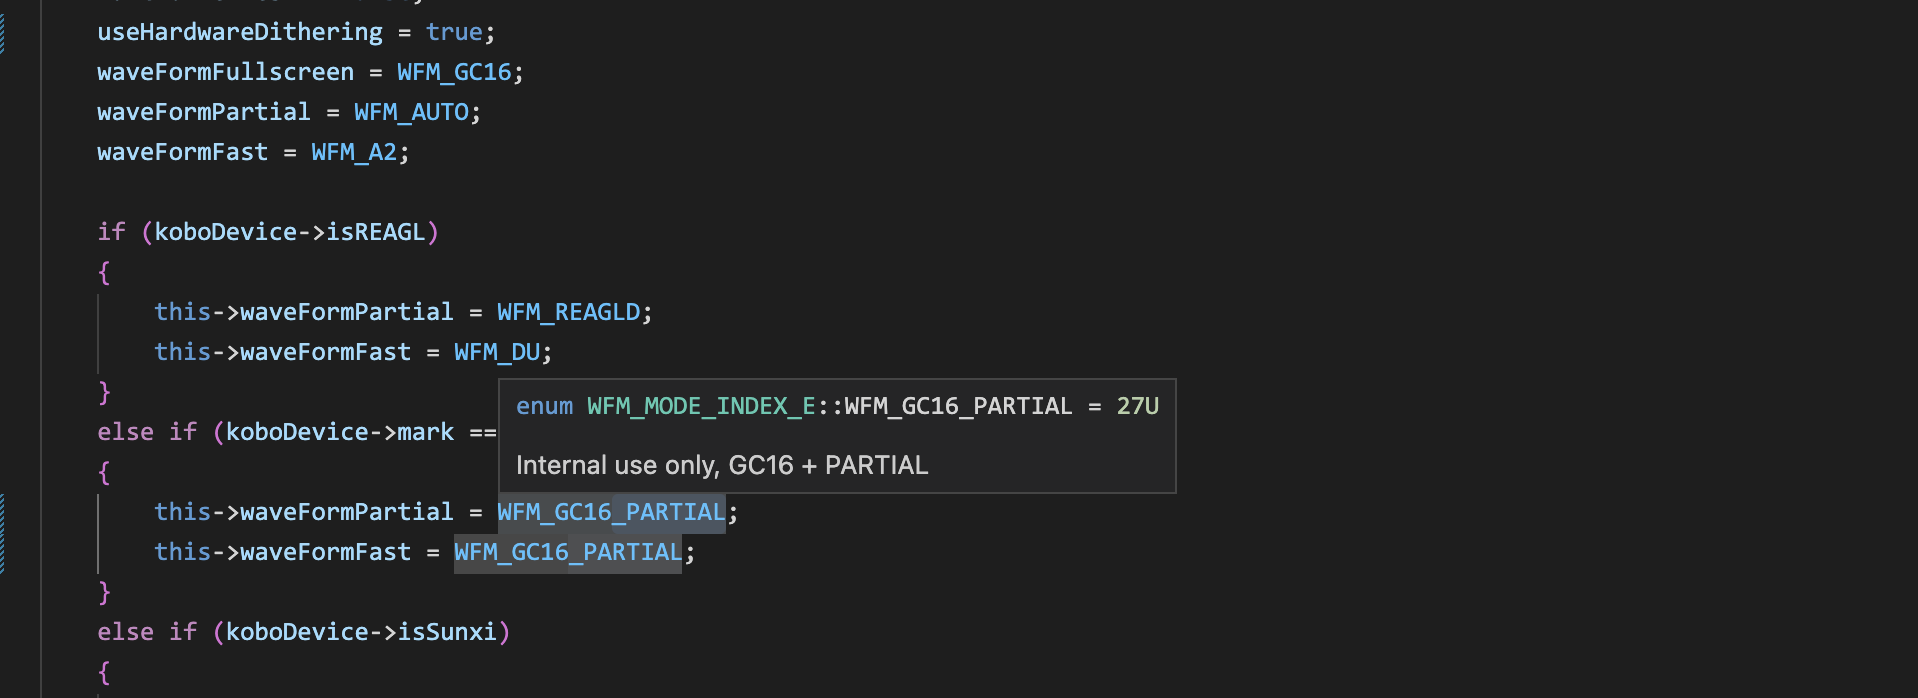 useHardwareDithering = true;
waveFormFullscreen = WFM_GC16;
waveFormPartial = WFM_AUTO;
waveFormFast = WFM_A2;
if (koboDevice->isREAGL)
{
this->waveFormPartial = WFM_REAGLD;
this->waveFormFast = WFM_DU;
}
enum WFM_MODE_INDEX_E::WFM_GC16_PARTIAL = 27U
else if (koboDevice->mark ==
Internal use only, GC16 + PARTIAL
{
this->waveFormPartial = WFM_GC16_PARTIAL;
this->waveFormFast = WFM_GC16_PARTIAL;
}
else if (koboDevice->isSunxi)
{